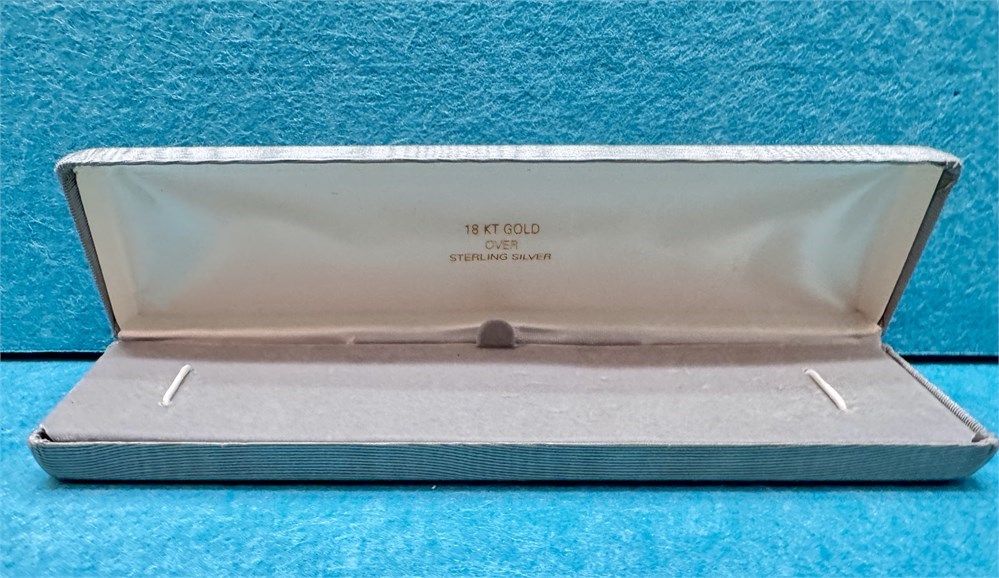 18 KT GOLD
OVER
STERLING SILVER